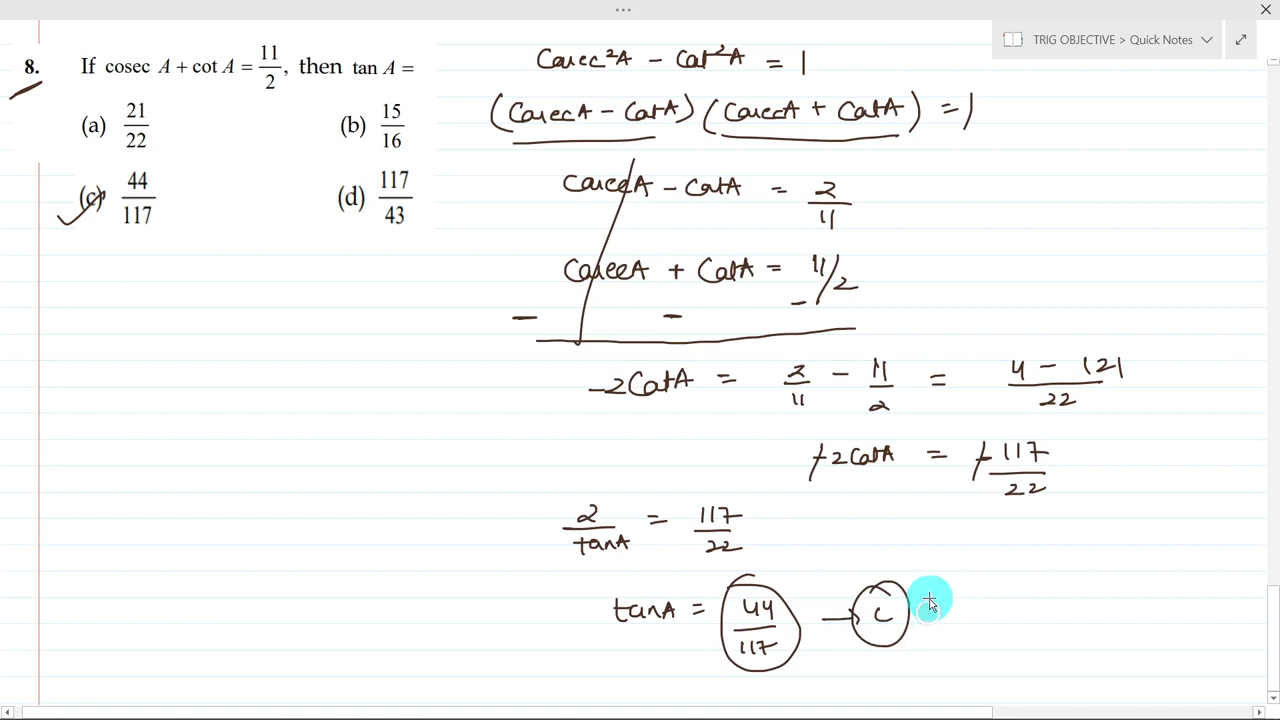 TRIG OBJECTIVE > Quick Notes
8. If cosec A + cot A = 11/2, then tan A =
(a) 21/22
(b) 15/16
(c) 44/117
(d) 117/43
Cosec²A - Cot²A = 1
(CosecA - CotA) (CosecA + CotA) = 1
CosecA - CotA = 2/11
CosecA + CotA = 11/2
- - -
-2CotA = 2/11 - 11/2 = 4 - 121/22
-2CotA = -117/22
2/tanA = 117/22
tanA = 44/117 → C